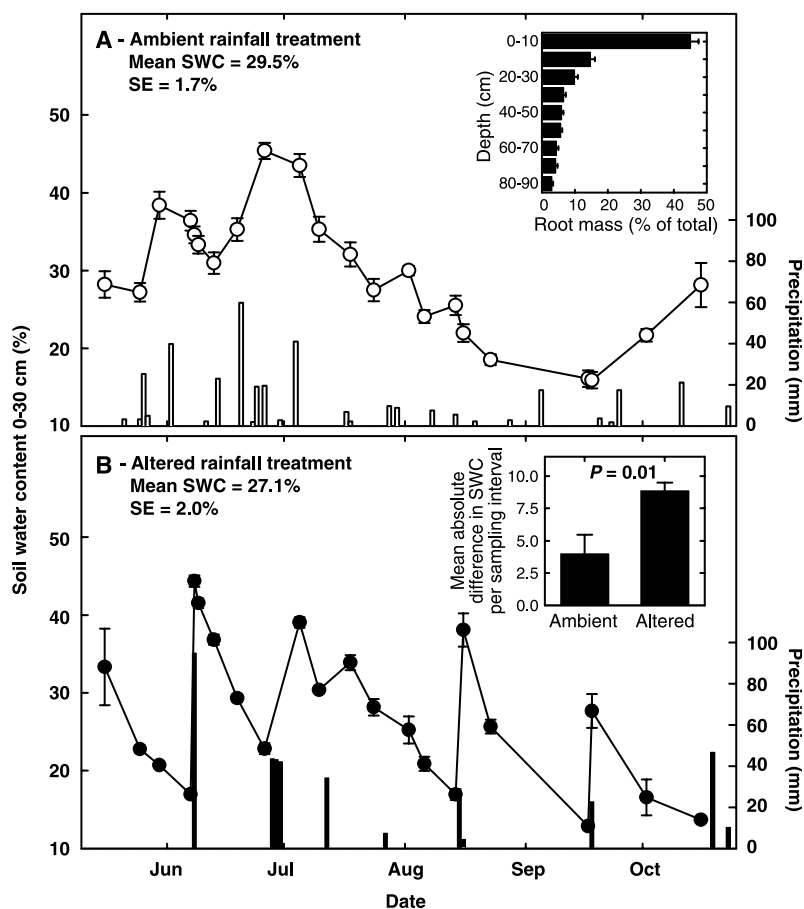 A - Ambient rainfall treatment
Mean SWC = 29.5%
SE = 1.7%
0-10
20-30
40-50
60-70
80-90
Depth (cm)
0 10 20 30 40 50
Root mass (% of total)
50
40
30
20
10
100
80
60
40
20
0
Precipitation (mm)
Soil water content 0-30 cm (%)
B - Altered rainfall treatment
Mean SWC = 27.1%
SE = 2.0%
Mean absolute
difference in SWC
per sampling interval
10.0
7.5
5.0
2.5
0.0
P = 0.01
Ambient Altered
50
40
30
20
10
100
80
60
40
20
0
Precipitation (mm)
Jun Jul Aug Sep Oct
Date